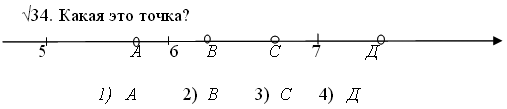 √34. Какая это точка?
5 А 6 В С 7 Д
1) А 2) В 3) С 4) Д